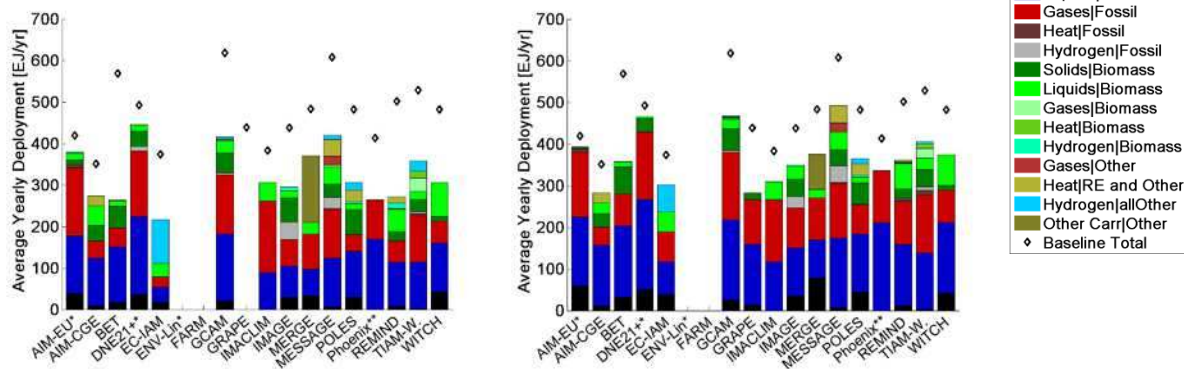 Average Yearly Deployment [EJ/yr]
700
600
500
400
300
200
100
0
AIM-EU*
AIM-CGE
BET
DNE21+*
EC-IAM
ENV-Lin*
FARM
GCAM
GRAPE
IMACLIM
IMAGE
MERGE
MESSAGE
POLES
Phoenix**
REMIND
TIAM-W.
WITCH
Average Yearly Deployment [EJ/yr]
700
600
500
400
300
200
100
0
AIM-EU*
AIM-CGE
BET
DNE21+*
EC-IAM
ENV-Lin*
FARM
GCAM
GRAPE
IMACLIM
IMAGE
MERGE
MESSAGE
POLES
Phoenix**
REMIND
TIAM-W.
WITCH
Gases|Fossil
Heat|Fossil
Hydrogen|Fossil
Solids|Biomass
Liquids|Biomass
Gases|Biomass
Heat|Biomass
Hydrogen|Biomass
Gases|Other
Heat|RE and Other
Hydrogen|allOther
Other Carr|Other
Baseline Total